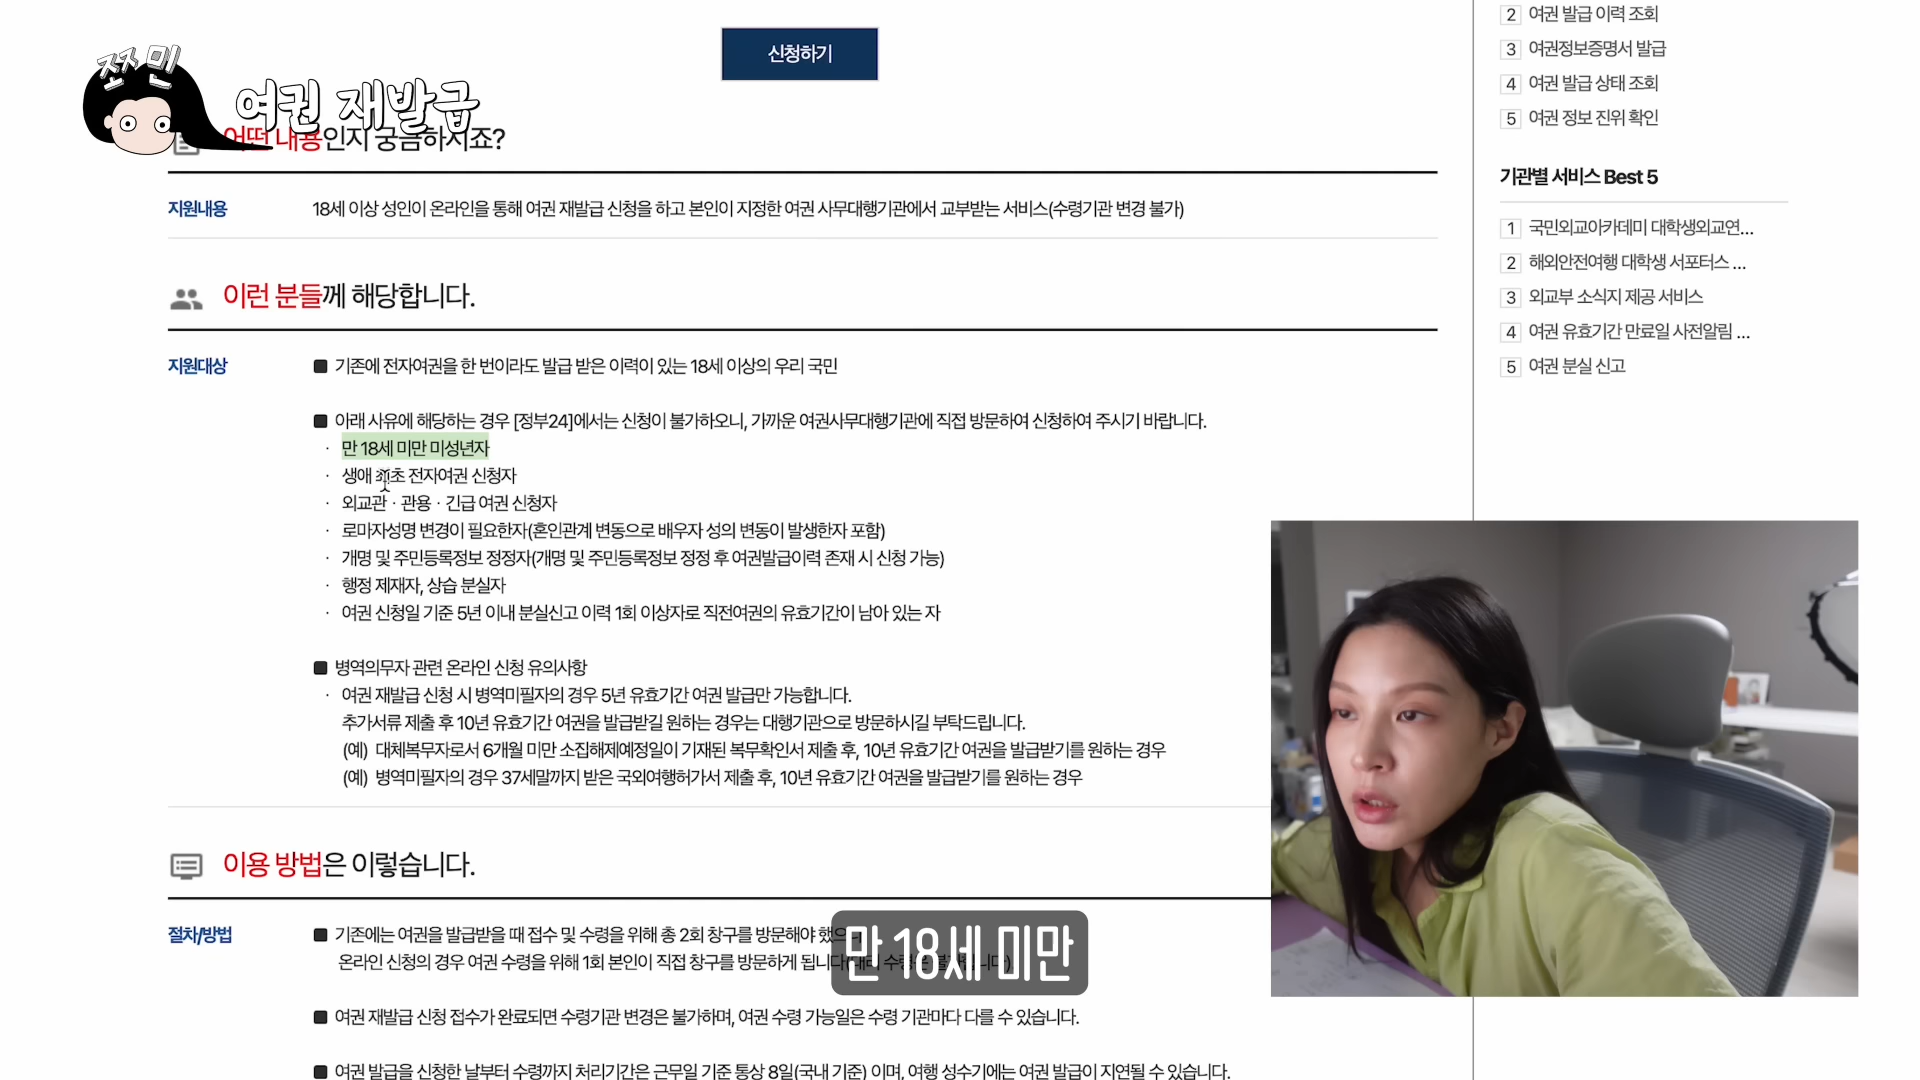 신청하기
쪼민
여권 재발급
어떤 내용인지 궁금하시죠?
지원내용
18세 이상 성인이 온라인을 통해 여권 재발급 신청을 하고 본인이 지정한 여권 사무대행기관에서 교부받는 서비스(수령기관 변경 불가)
이런 분들께 해당합니다.
지원대상
■ 기존에 전자여권을 한 번이라도 발급 받은 이력이 있는 18세 이상의 우리 국민
■ 아래 사유에 해당하는 경우 [정부24]에서는 신청이 불가하오니, 가까운 여권사무대행기관에 직접 방문하여 신청하여 주시기 바랍니다.
· 만 18세 미만 미성년자
· 생애 최초 전자여권 신청자
· 외교관 · 관용 · 긴급 여권 신청자
· 로마자성명 변경이 필요한자(혼인관계 변동으로 배우자 성의 변동이 발생한자 포함)
· 개명 및 주민등록정보 정정자(개명 및 주민등록정보 정정 후 여권발급이력 존재 시 신청 가능)
· 행정 제재자, 상습 분실자
· 여권 신청일 기준 5년 이내 분실신고 이력 1회 이상자로 직전여권의 유효기간이 남아 있는 자
■ 병역의무자 관련 온라인 신청 유의사항
· 여권 재발급 신청 시 병역미필자의 경우 5년 유효기간 여권 발급만 가능합니다.
추가서류 제출 후 10년 유효기간 여권을 발급받길 원하는 경우는 대행기관으로 방문하시길 부탁드립니다.
(예) 대체복무자로서 6개월 미만 소집해제예정일이 기재된 복무확인서 제출 후, 10년 유효기간 여권을 발급받기를 원하는 경우
(예) 병역미필자의 경우 37세말까지 받은 국외여행허가서 제출 후, 10년 유효기간 여권을 발급받기를 원하는 경우
이용 방법은 이렇습니다.
절차/방법
■ 기존에는 여권을 발급받을 때 접수 및 수령을 위해 총 2회 창구를 방문해야 했
온라인 신청의 경우 여권 수령을 위해 1회 본인이 직접 창구를 방문하게 됩니다
만 18세 미만
■ 여권 재발급 신청 접수가 완료되면 수령기관 변경은 불가하며, 여권 수령 가능일은 수령 기관마다 다를 수 있습니다.
■ 여권 발급을 신청한 날부터 수령까지 처리기간은 근무일 기준 통상 8일(국내 기준) 이며, 여행 성수기에는 여권 발급이 지연될 수 있습니다.
2 여권 발급 이력 조회
3 여권정보증명서 발급
4 여권 발급 상태 조회
5 여권 정보 진위 확인
기관별 서비스 Best 5
1 국민외교아카데미 대학생외교연...
2 해외안전여행 대학생 서포터스 ...
3 외교부 소식지 제공 서비스
4 여권 유효기간 만료일 사전알림 ...
5 여권 분실 신고